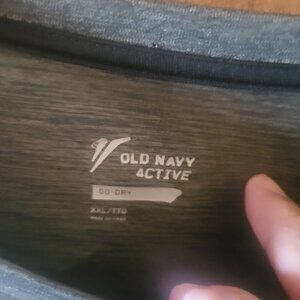 OLD NAVY
ACTIVE
GO-DRY
XXL/TTG